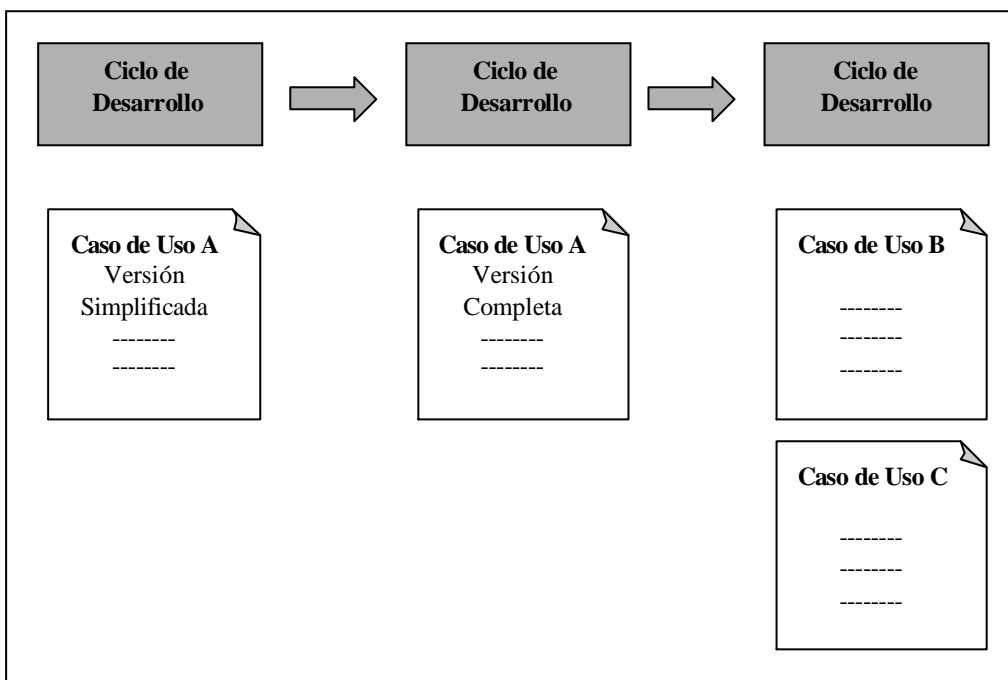 Ciclo de
Desarrollo
Ciclo de
Desarrollo
Ciclo de
Desarrollo
Caso de Uso A
Versión
Simplificada
--------
--------
Caso de Uso A
Versión
Completa
--------
--------
Caso de Uso B
--------
--------
--------
Caso de Uso C
--------
--------
--------